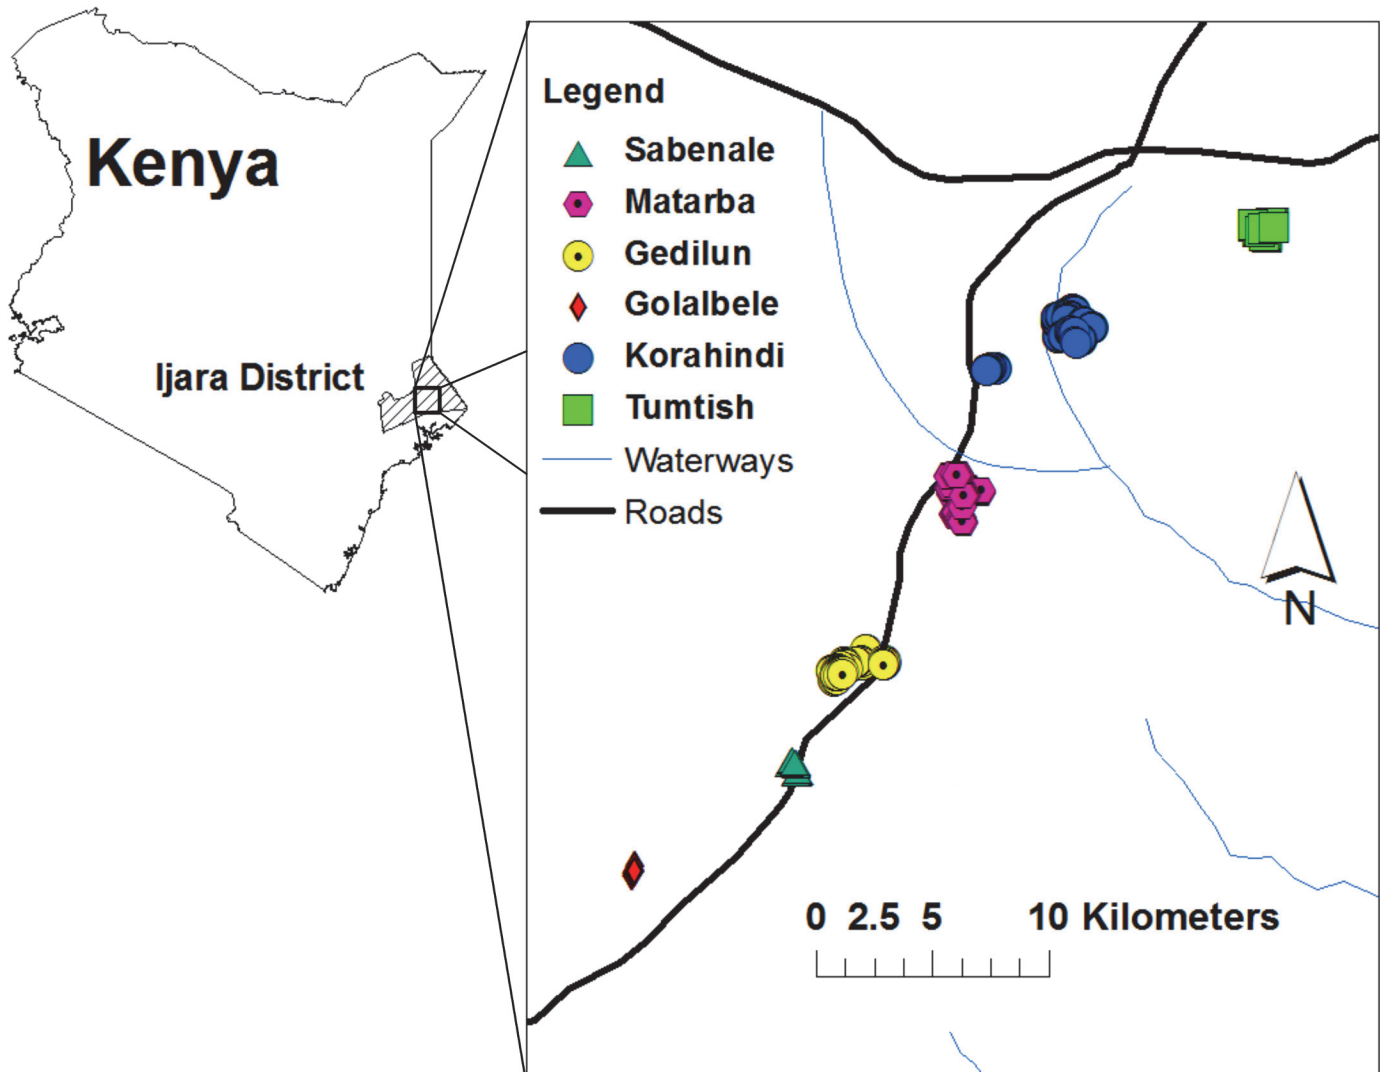 Kenya
Ijara District
Legend
Sabenale
Matarba
Gedilun
Golalbele
Korahindi
Tumtish
Waterways
Roads
N
0 2.5 5 10 Kilometers